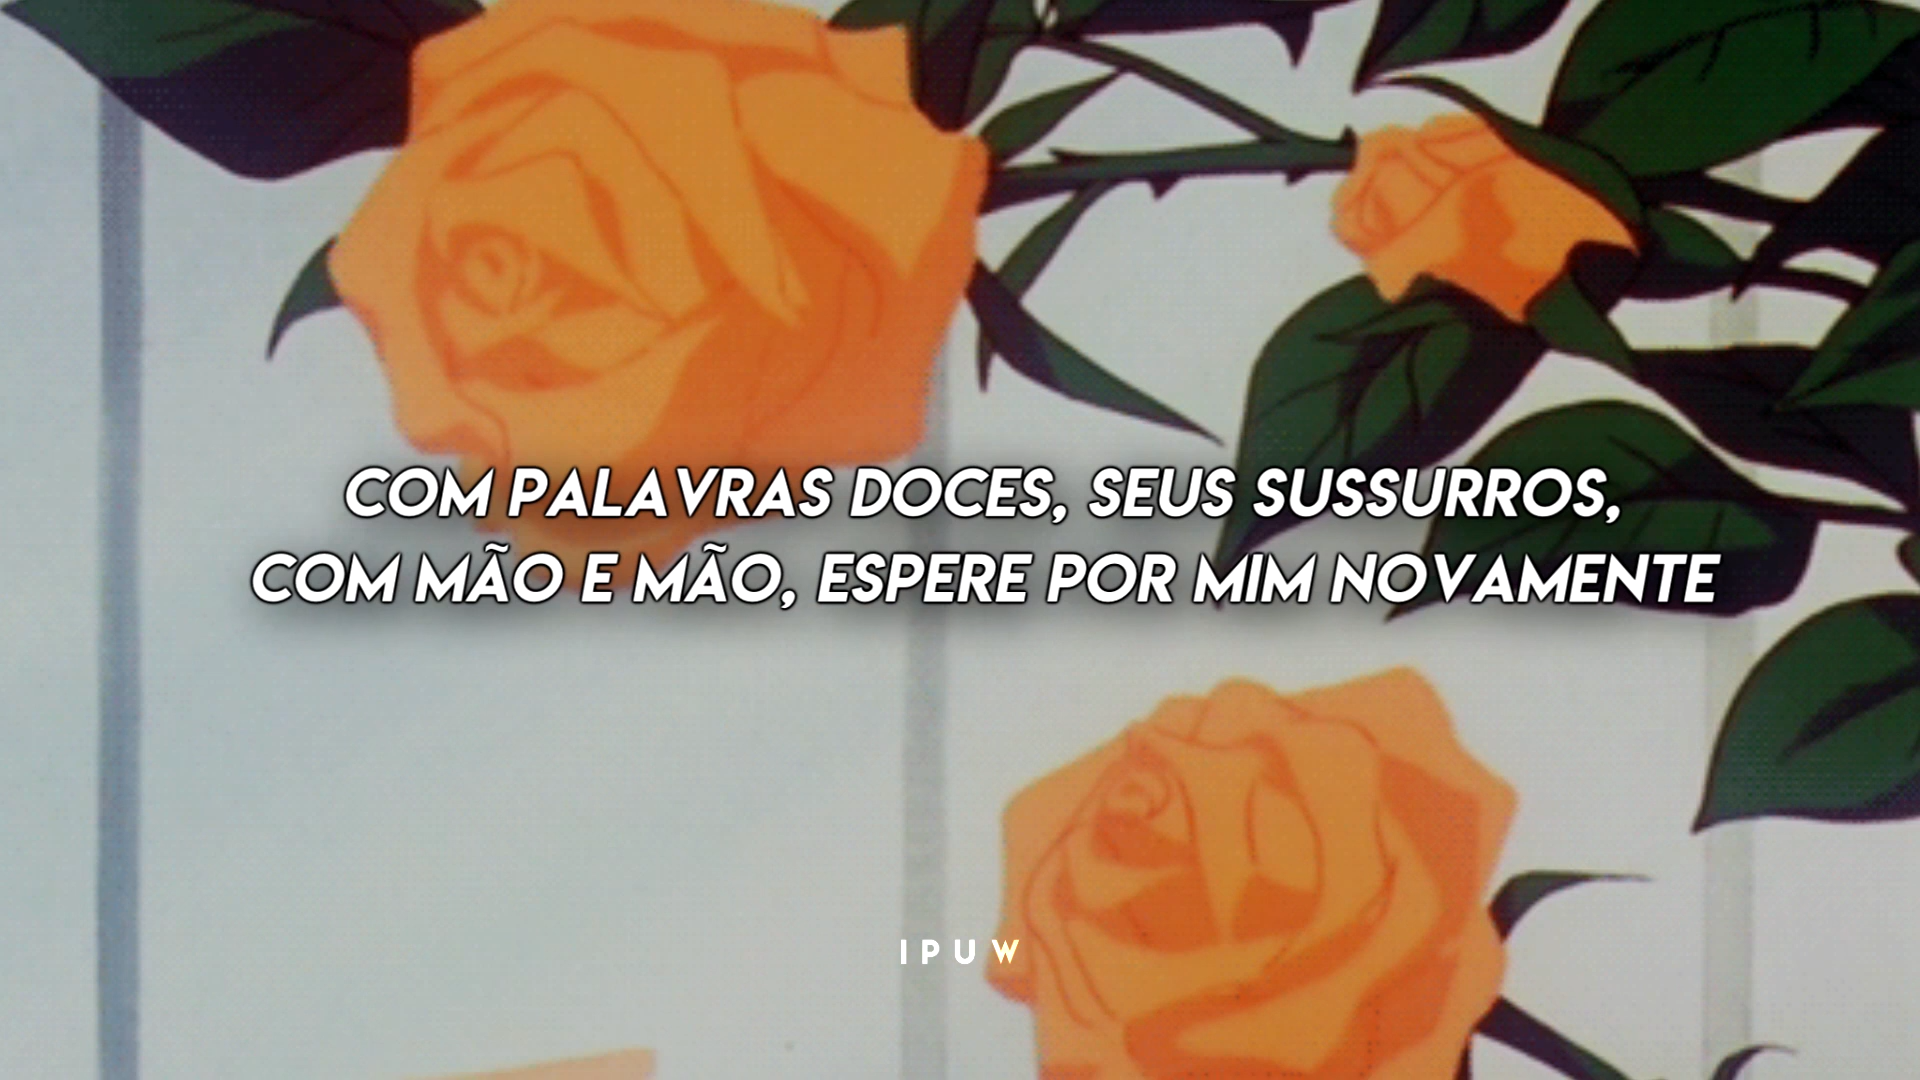 COM PALAVRAS DOCES, SEUS SUSSURROS,
COM MÃO E MÃO, ESPERE POR MIM NOVAMENTE
IPUW